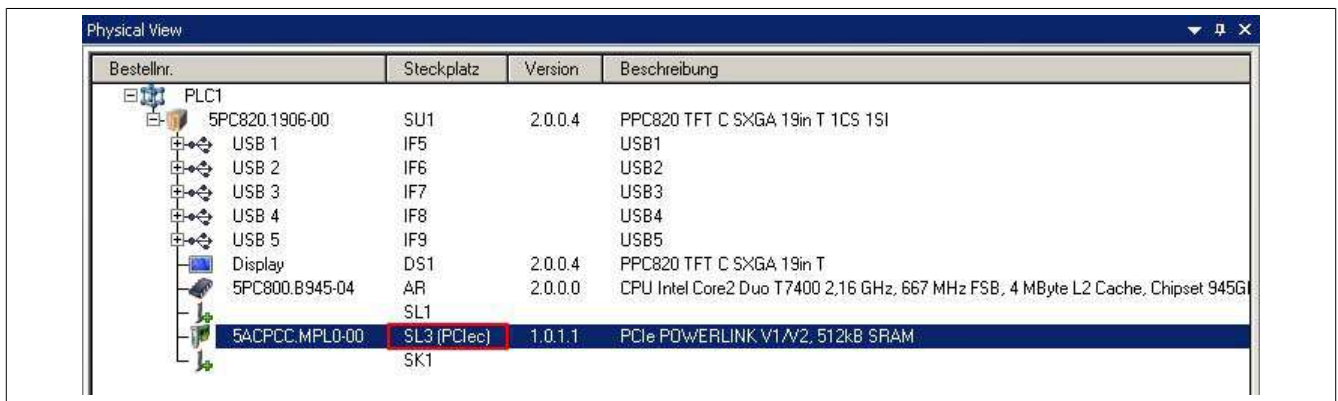 Physical View
Bestellnr. Steckplatz Version Beschreibung
PLC1
5PC820.1906-00 SU1 2.0.0.4 PPC820 TFT C SXGA 19in T 1CS 1SI
USB 1 IF5 USB1
USB 2 IF6 USB2
USB 3 IF7 USB3
USB 4 IF8 USB4
USB 5 IF9 USB5
Display DS1 2.0.0.4 PPC820 TFT C SXGA 19in T
5PC800.B945-04 AR 2.0.0.0 CPU Intel Core2 Duo T7400 2,16 GHz, 667 MHz FSB, 4 MByte L2 Cache, Chipset 945G
SL1
5ACPCC.MPL0-00 SL3 (PCIec) 1.0.1.1 PCIe POWERLINK V1/V2, 512kB SRAM
SK1